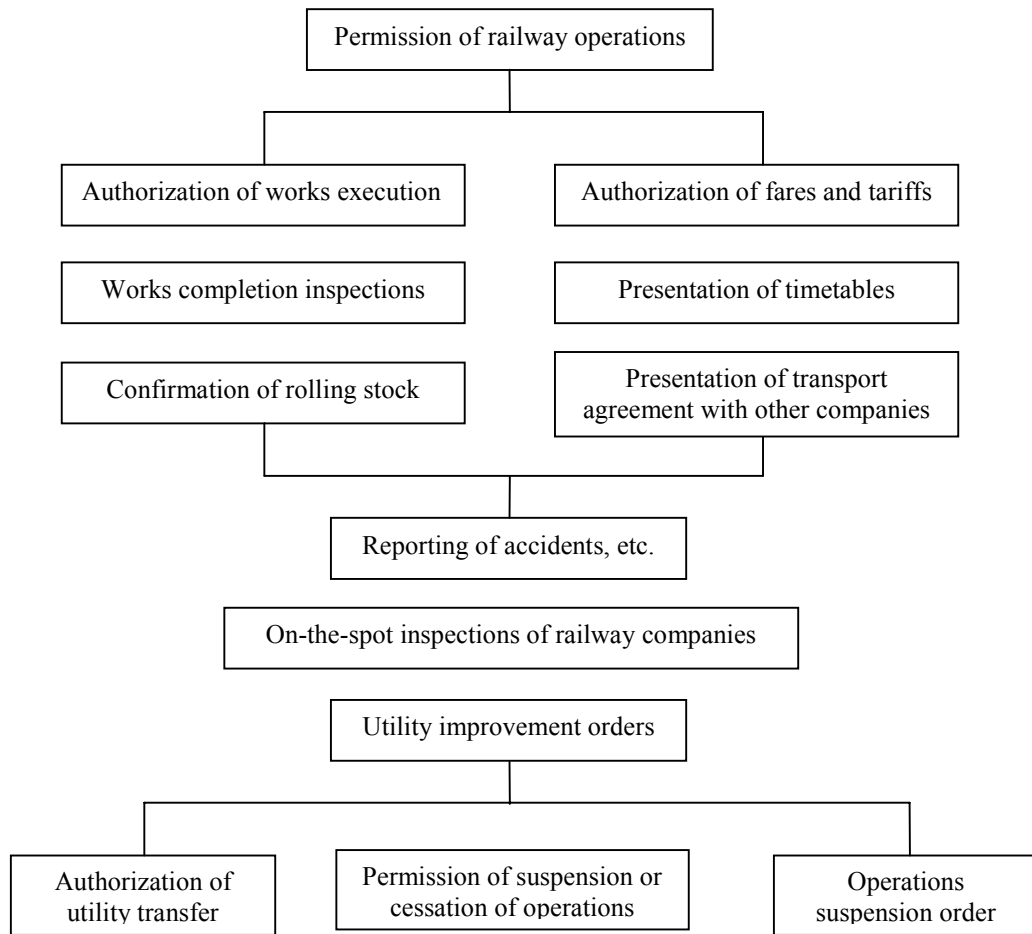 Permission of railway operations
Authorization of works execution
Authorization of fares and tariffs
Works completion inspections
Presentation of timetables
Confirmation of rolling stock
Presentation of transport
agreement with other companies
Reporting of accidents, etc.
On-the-spot inspections of railway companies
Utility improvement orders
Authorization of
utility transfer
Permission of suspension or
cessation of operations
Operations
suspension order